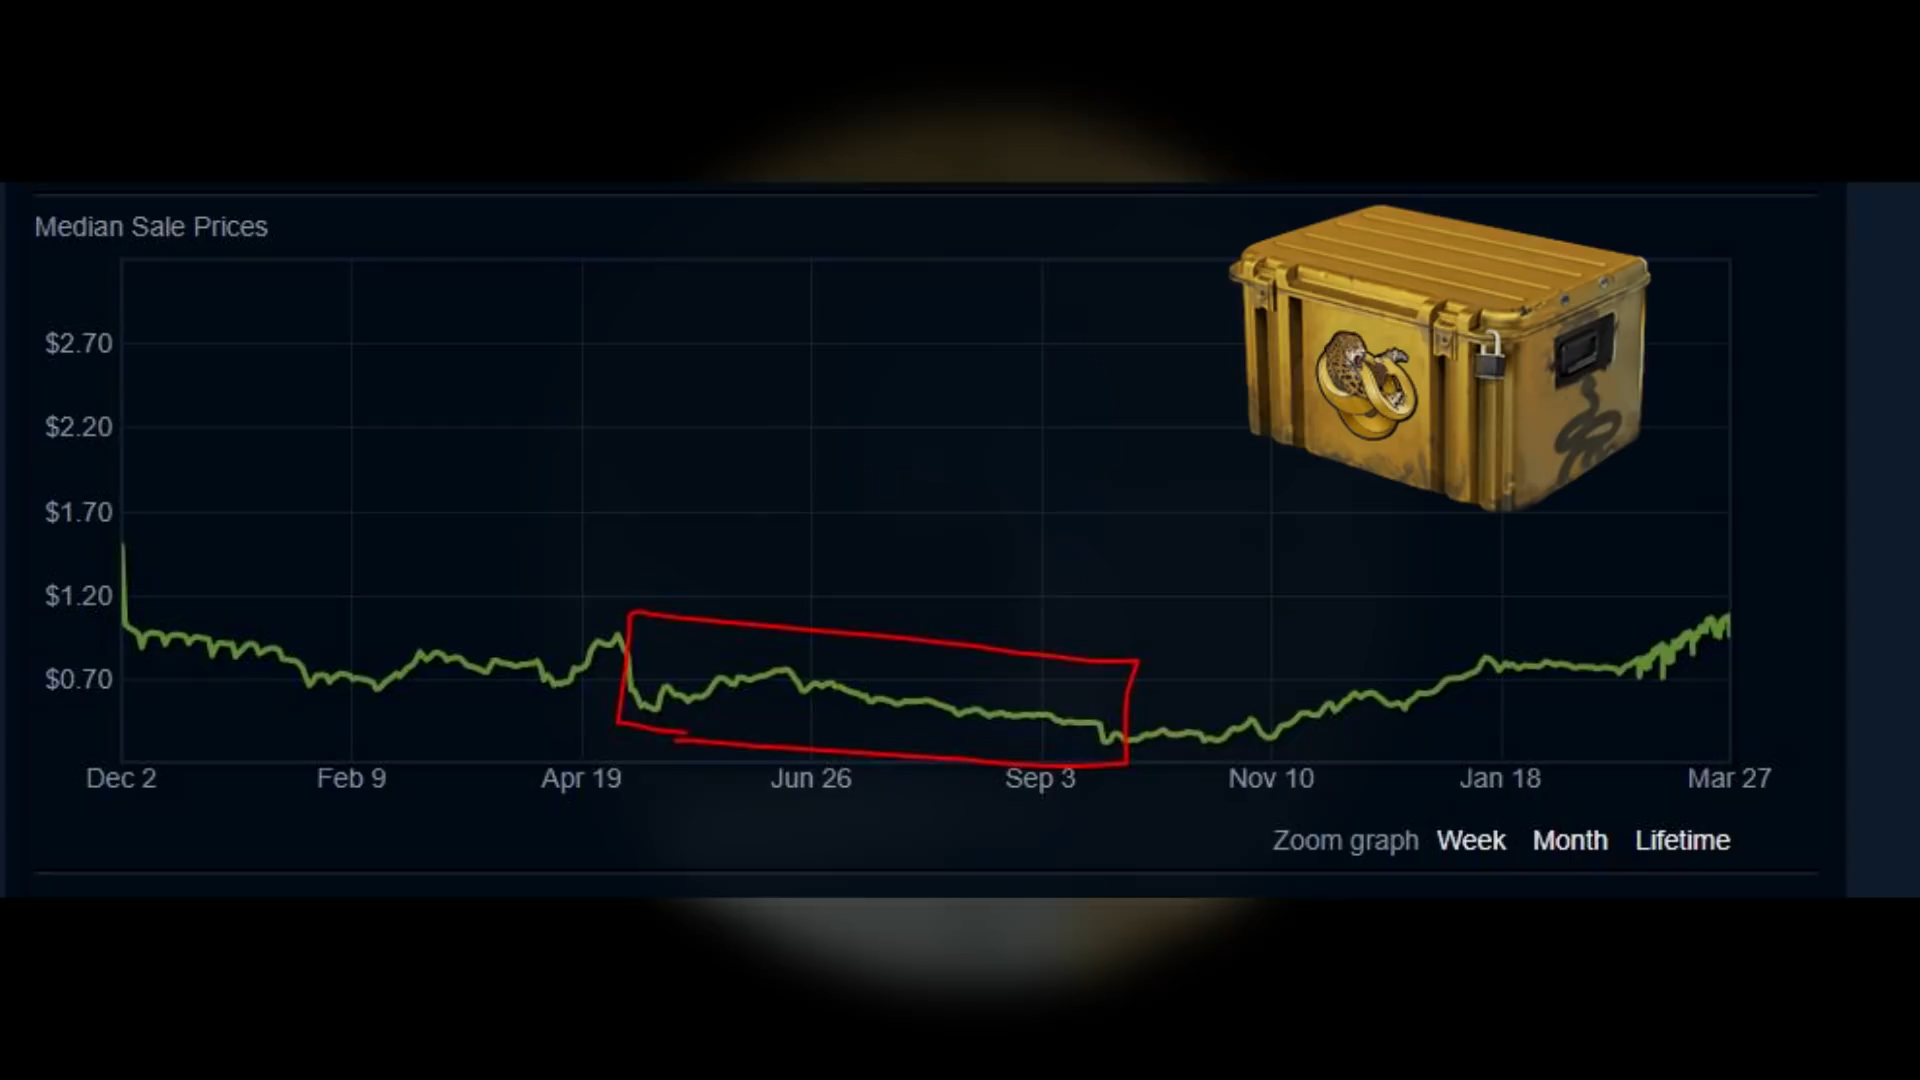 Median Sale Prices
$2.70
$2.20
$1.70
$1.20
$0.70
Dec 2 Feb 9 Apr 19 Jun 26 Sep 3 Nov 10 Jan 18 Mar 27
Zoom graph Week Month Lifetime